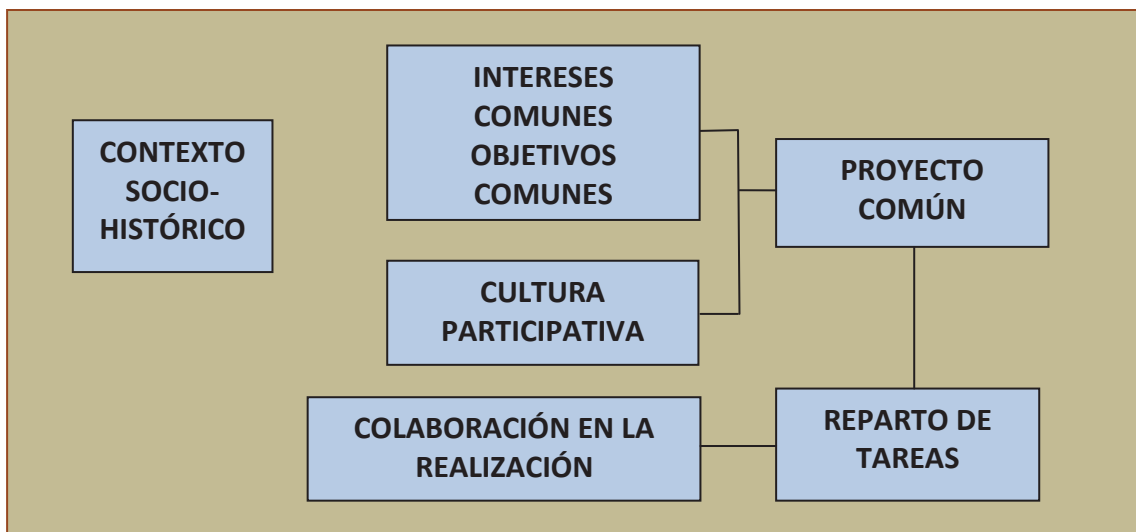 CONTEXTO
SOCIO-
HISTÓRICO
INTERESES
COMUNES
OBJETIVOS
COMUNES
PROYECTO
COMÚN
CULTURA
PARTICIPATIVA
COLABORACIÓN EN LA
REALIZACIÓN
REPARTO DE
TAREAS